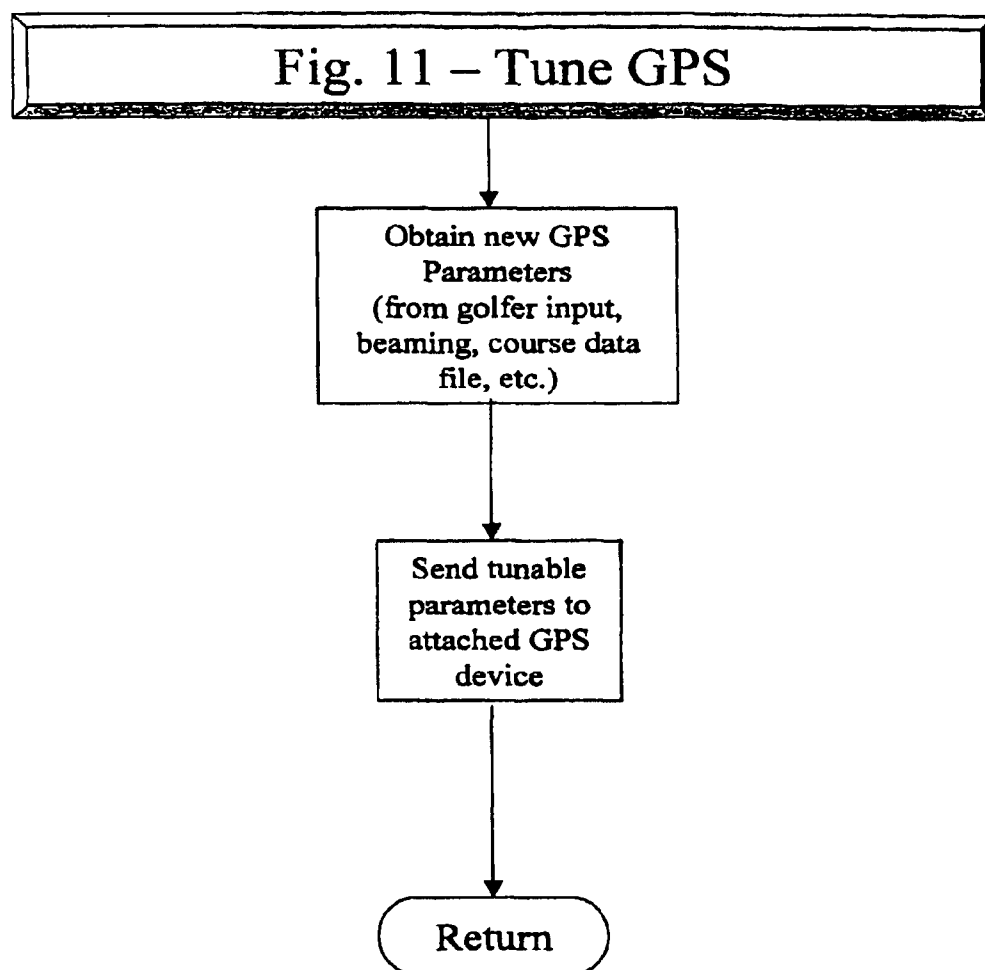 Fig. 11 – Tune GPS
Obtain new GPS
Parameters
(from golfer input,
beaming, course data
file, etc.)
Send tunable
parameters to
attached GPS
device
Return